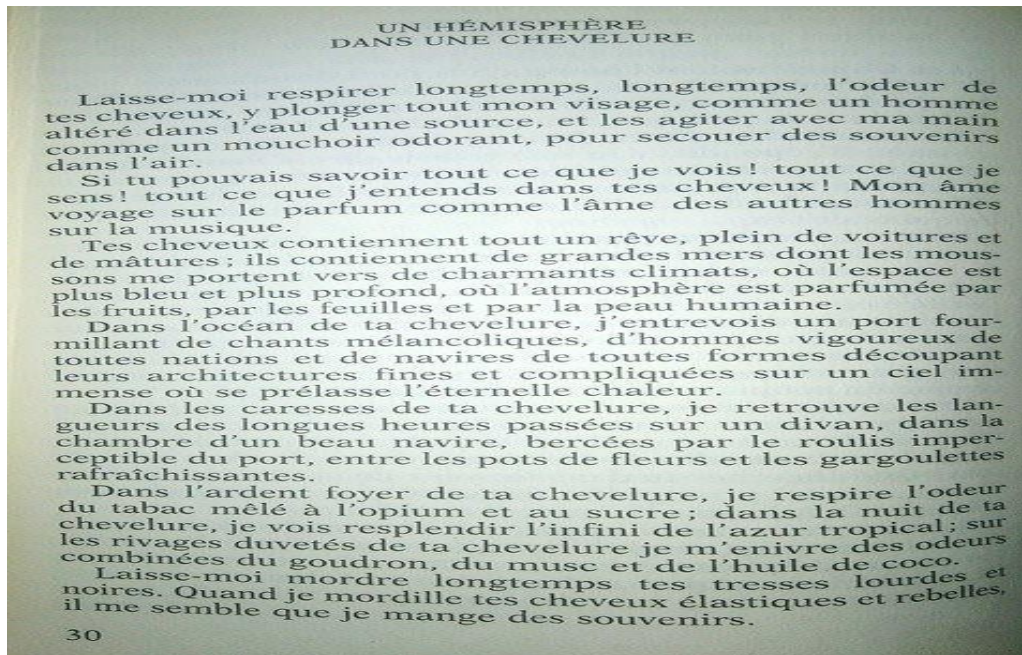 UN HÉMISPHÈRE
DANS UNE CHEVELURE
Laisse-moi respirer longtemps, longtemps, l'odeur de
tes cheveux, y plonger tout mon visage, comme un homme
altéré dans l'eau d'une source, et les agiter avec ma main
comme un mouchoir odorant, pour secouer des souvenirs
dans l'air.
Si tu pouvais savoir tout ce que je vois ! tout ce que je
sens ! tout ce que j'entends dans tes cheveux ! Mon âme
voyage sur le parfum comme l'âme des autres hommes
sur la musique.
Tes cheveux contiennent tout un rêve, plein de voitures et
de mâtures ; ils contiennent de grandes mers dont les mous-
sons me portent vers de charmants climats, où l'espace est
plus bleu et plus profond, où l'atmosphère est parfumée par
les fruits, par les feuilles et par la peau humaine.
Dans l'océan de ta chevelure, j'entrevois un port four-
millant de chants mélancoliques, d'hommes vigoureux de
toutes nations et de navires de toutes formes découpant
leurs architectures fines et compliquées sur un ciel im-
mense où se prélasse l'éternelle chaleur.
Dans les caresses de ta chevelure, je retrouve les lan-
gueurs des longues heures passées sur un divan, dans la
chambre d'un beau navire, bercées par le roulis imper-
ceptible du port, entre les pots de fleurs et les gargoulettes
rafraîchissantes.
Dans l'ardent foyer de ta chevelure, je respire l'odeur
du tabac mêlé à l'opium et au sucre ; dans la nuit de ta
chevelure, je vois resplendir l'infini de l'azur tropical ; sur
les rivages duvetés de ta chevelure je m'enivre des odeurs
combinées du goudron, du musc et de l'huile de coco.
Laisse-moi mordre longtemps tes tresses lourdes et
noires. Quand je mordille tes cheveux élastiques et rebelles,
il me semble que je mange des souvenirs.
30